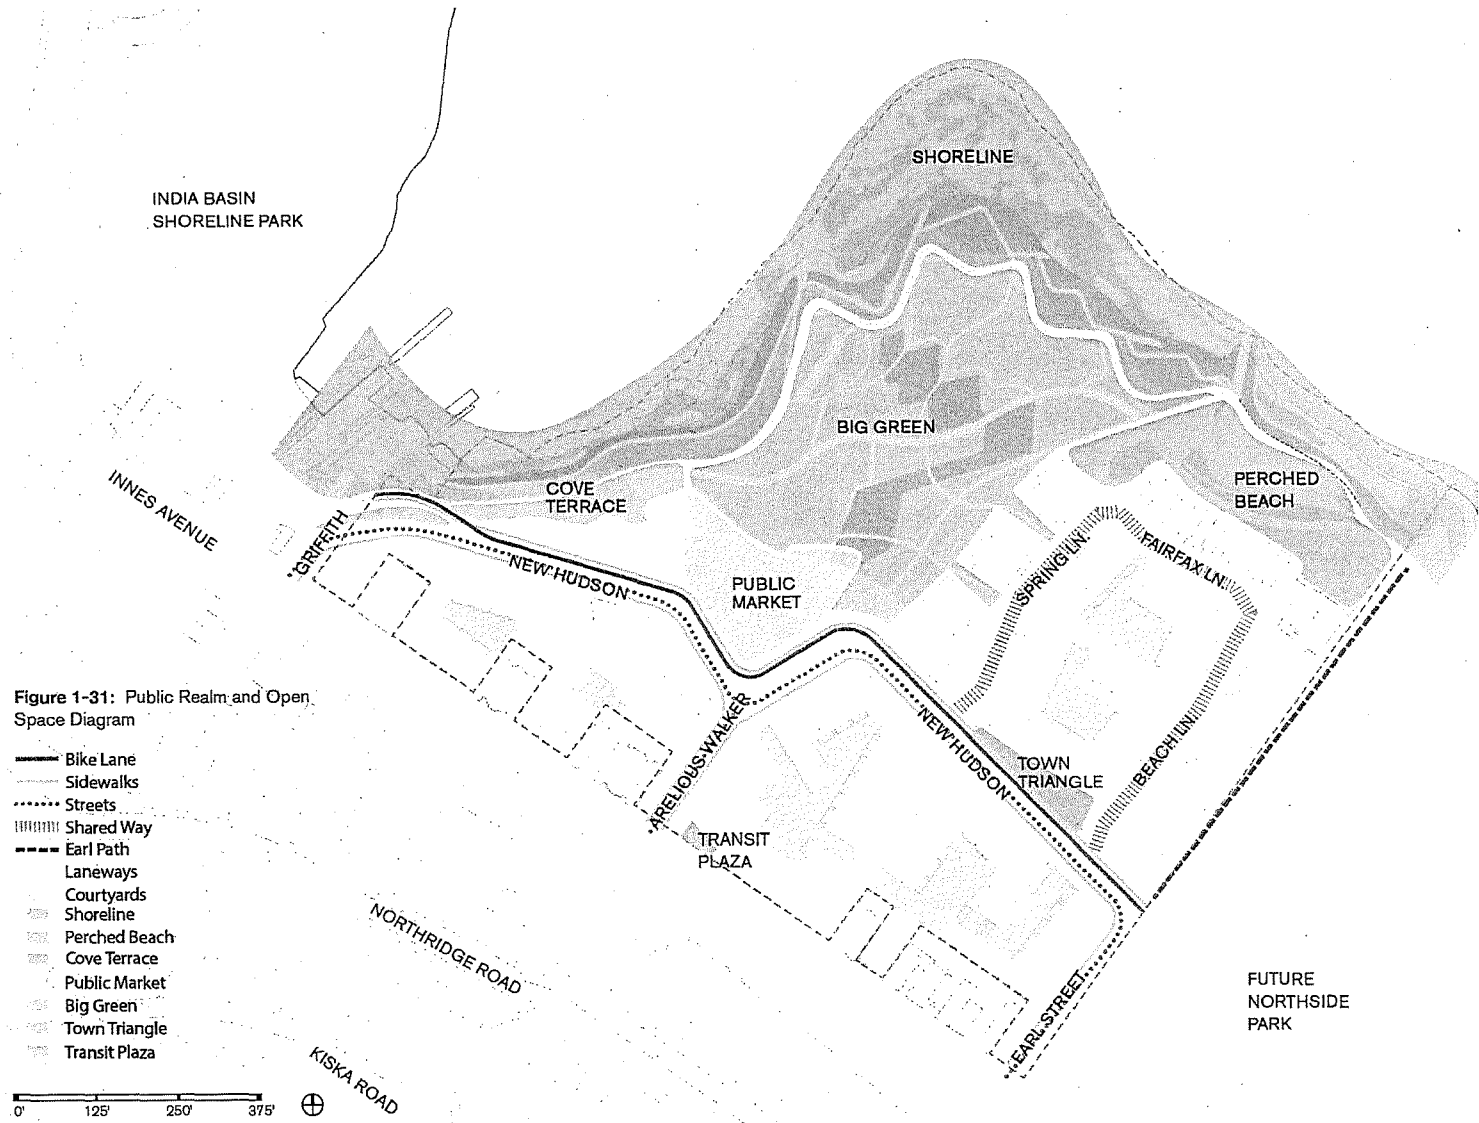 SHORELINE
INDIA BASIN
SHORELINE PARK
BIG GREEN
PERCHED
BEACH
COVE
TERRACE
INNES AVENUE
GRIFFITH
NEW HUDSON
PUBLIC
MARKET
SPRING LN
FAIRFAX LN
ARELIOUS WALKER
NEW HUDSON
TOWN
TRIANGLE
BEACH LN
TRANSIT
PLAZA
EARL STREET
FUTURE
NORTHSIDE
PARK
NORTHRIDGE ROAD
KISKA ROAD
Figure 1-31: Public Realm and Open
Space Diagram
Bike Lane
Sidewalks
Streets
Shared Way
Earl Path
Laneways
Courtyards
Shoreline
Perched Beach
Cove Terrace
Public Market
Big Green
Town Triangle
Transit Plaza
0' 125' 250' 375'